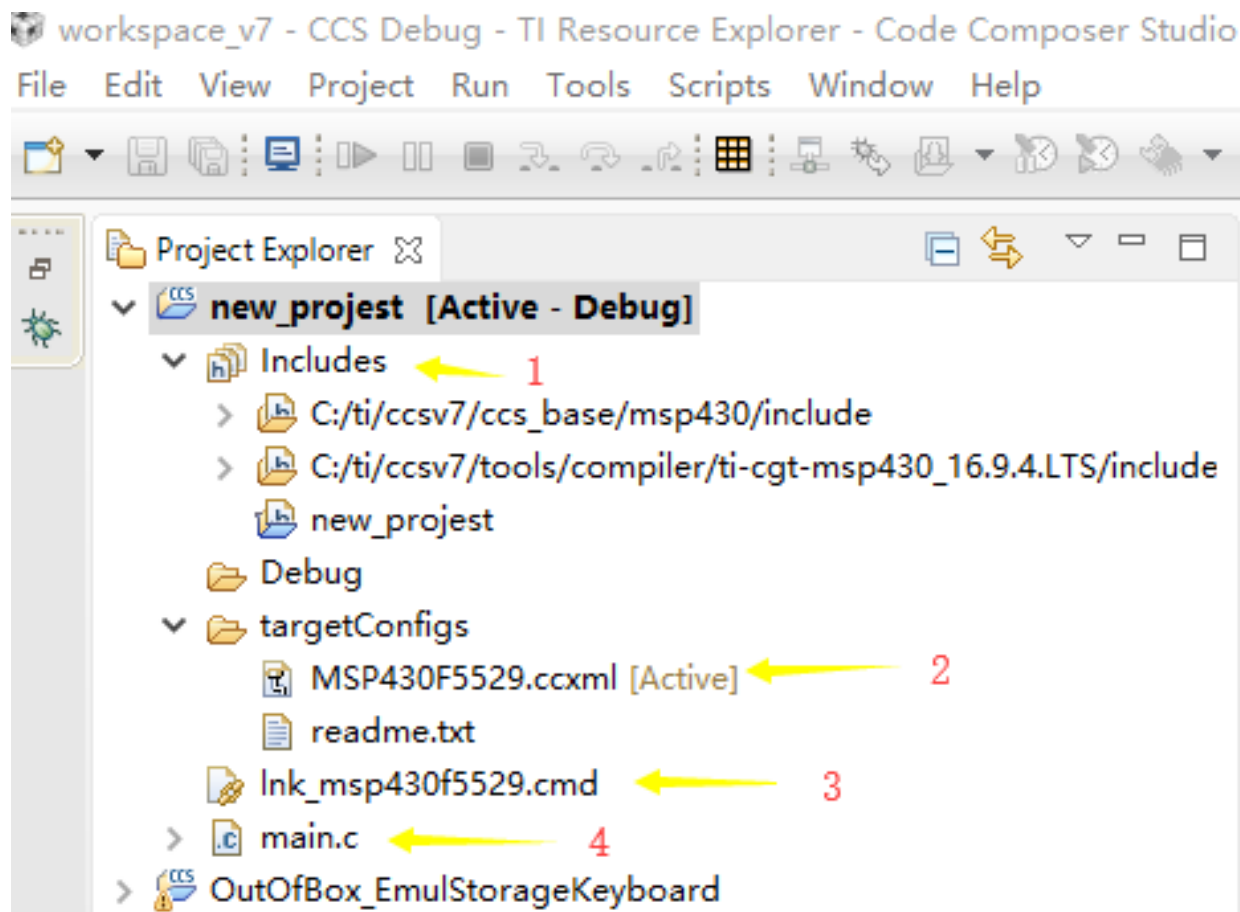 workspace_v7 - CCS Debug - TI Resource Explorer - Code Composer Studio
File Edit View Project Run Tools Scripts Window Help
Project Explorer
new_projest [Active - Debug]
Includes 1
C:/ti/ccsv7/ccs_base/msp430/include
C:/ti/ccsv7/tools/compiler/ti-cgt-msp430_16.9.4.LTS/include
new_projest
Debug
targetConfigs
MSP430F5529.ccxml [Active] 2
readme.txt
lnk_msp430f5529.cmd 3
main.c 4
OutOfBox_EmulStorageKeyboard